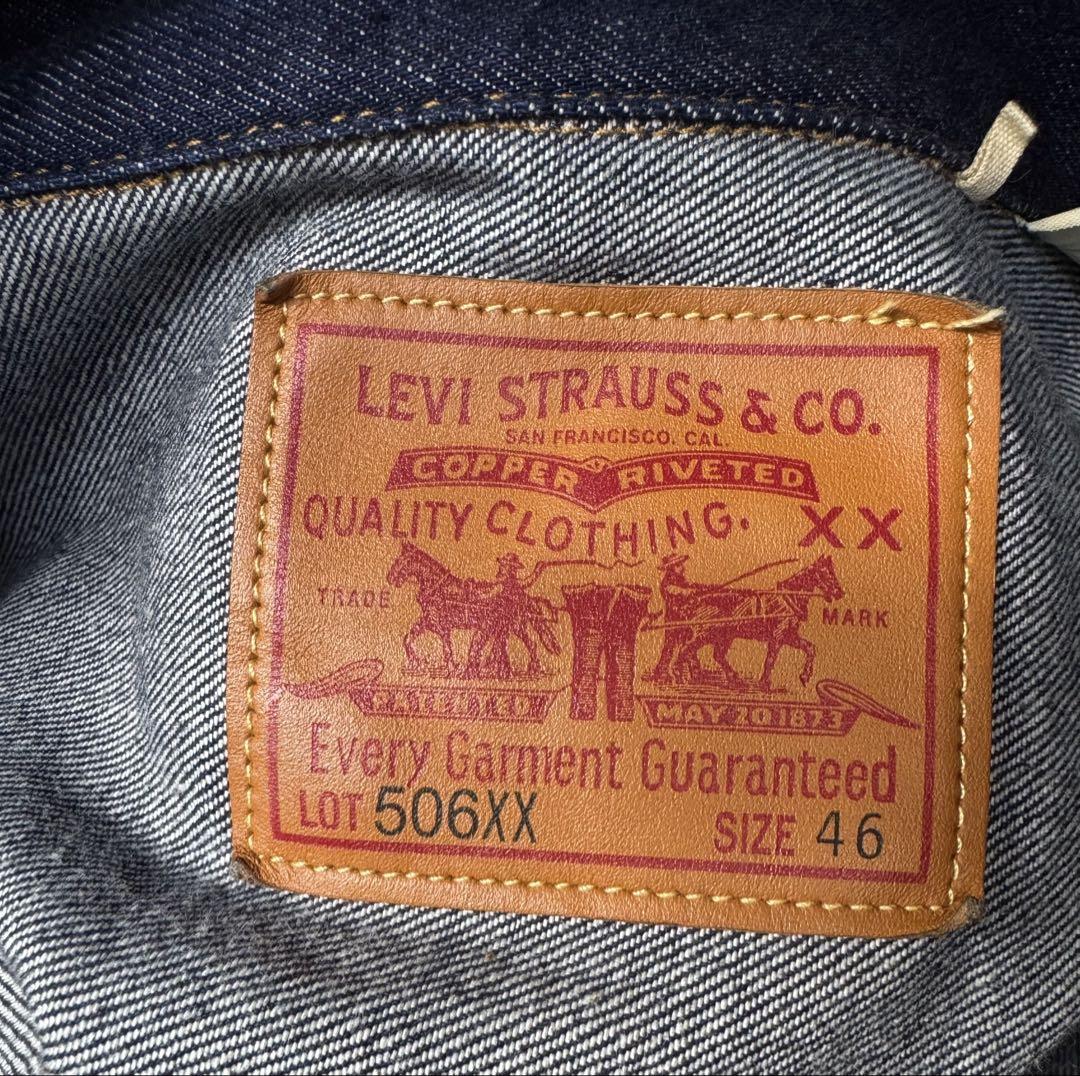 LEVI STRAUSS & CO.
SAN FRANCISCO. CAL.
COPPER RIVETED
QUALITY CLOTHING. XX
TRADE MARK
PATENTED MAY 20 1873
Every Garment Guaranteed
LOT 506XX SIZE 46